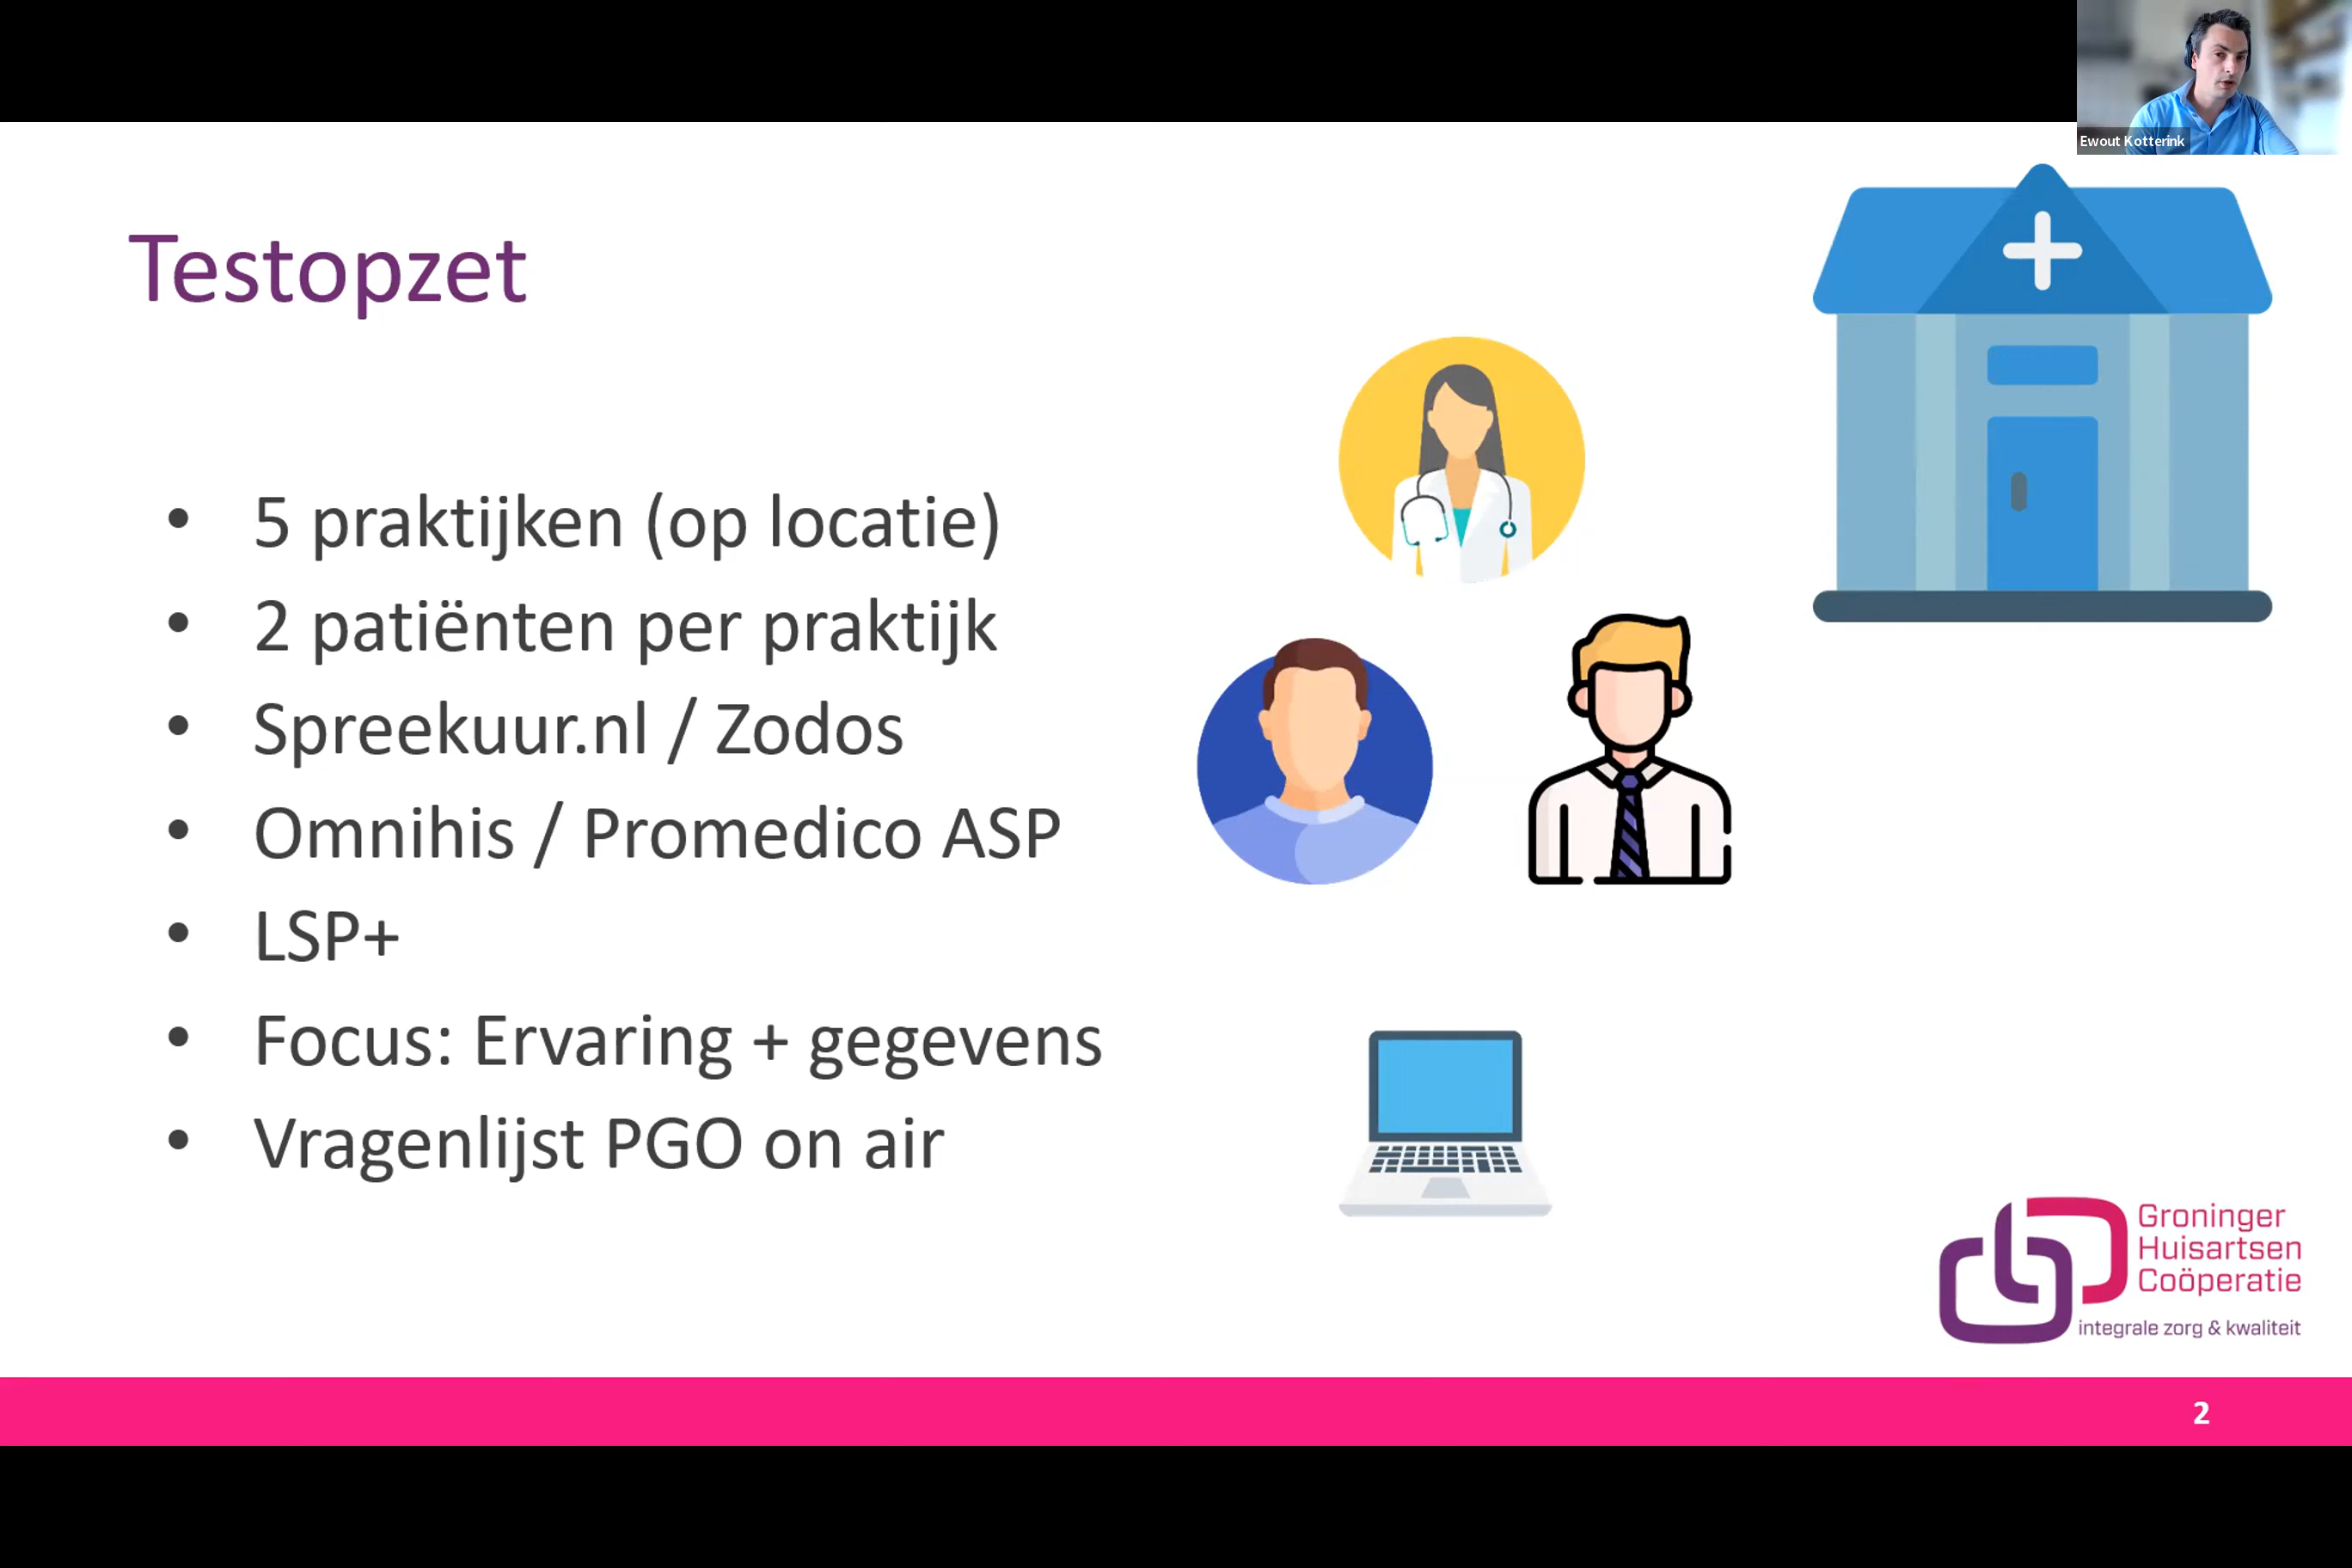 Ewout Kotterink
Testopzet
• 5 praktijken (op locatie)
• 2 patiënten per praktijk
• Spreekuur.nl / Zodos
• Omnihis / Promedico ASP
• LSP+
• Focus: Ervaring + gegevens
• Vragenlijst PGO on air
Groninger
Huisartsen
Coöperatie
integrale zorg & kwaliteit
2